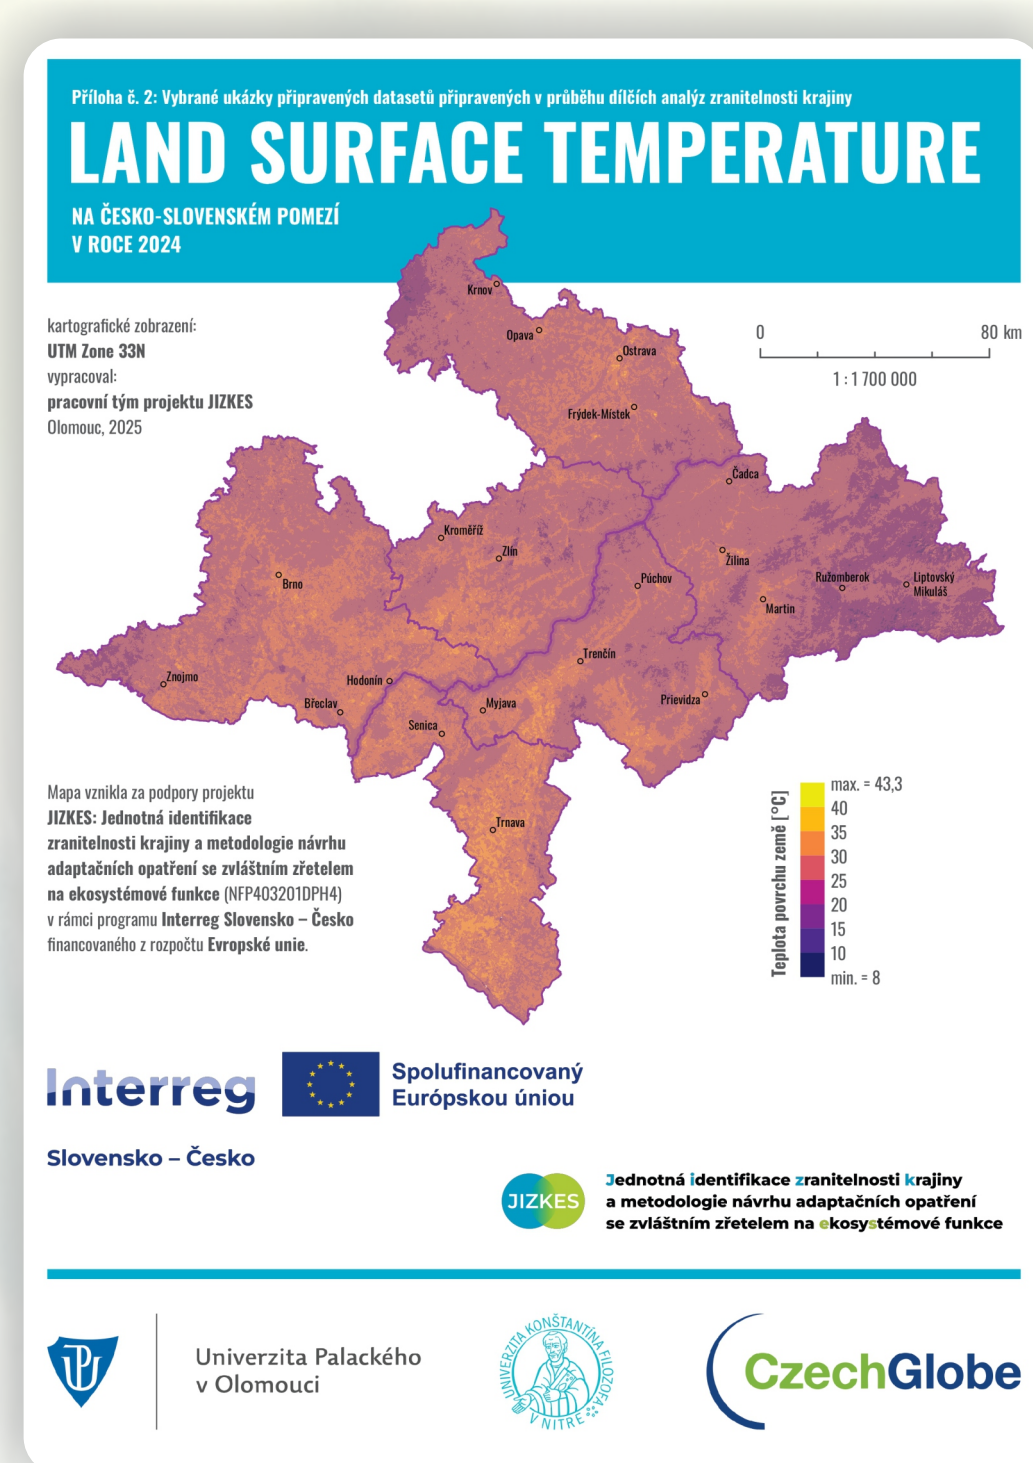 Příloha č. 2: Vybrané ukázky připravených datasetů připravených v průběhu dílčích analýz zranitelnosti krajiny
LAND SURFACE TEMPERATURE
NA ČESKO-SLOVENSKÉM POMEZÍ
V ROCE 2024
kartografické zobrazení:
UTM Zone 33N
vypracoval:
pracovní tým projektu JIZKES
Olomouc, 2025
0 80 km
1 : 1 700 000
Krnov
Opava
Ostrava
Frýdek-Místek
Čadca
Kroměříž
Zlín
Žilina
Brno
Púchov
Ružomberok
Liptovský
Mikuláš
Martin
Trenčín
Znojmo
Hodonín
Prievidza
Břeclav
Myjava
Senica
Trnava
Mapa vznikla za podpory projektu
JIZKES: Jednotná identifikace
zranitelnosti krajiny a metodologie návrhu
adaptačních opatření se zvláštním zřetelem
na ekosystémové funkce (NFP403201DPH4)
v rámci programu Interreg Slovensko – Česko
financovaného z rozpočtu Evropské unie.
Teplota povrchu země [°C]
max. = 43,3
40
35
30
25
20
15
10
min. = 8
Interreg
Spolufinancovaný
Európskou úniou
Slovensko – Česko
JIZKES
Jednotná identifikace zranitelnosti krajiny
a metodologie návrhu adaptačních opatření
se zvláštním zřetelem na ekosystémové funkce
UP
Univerzita Palackého
v Olomouci
UNIVERZITA KONŠTANTÍNA FILOZOFA
V NITRE
CzechGlobe